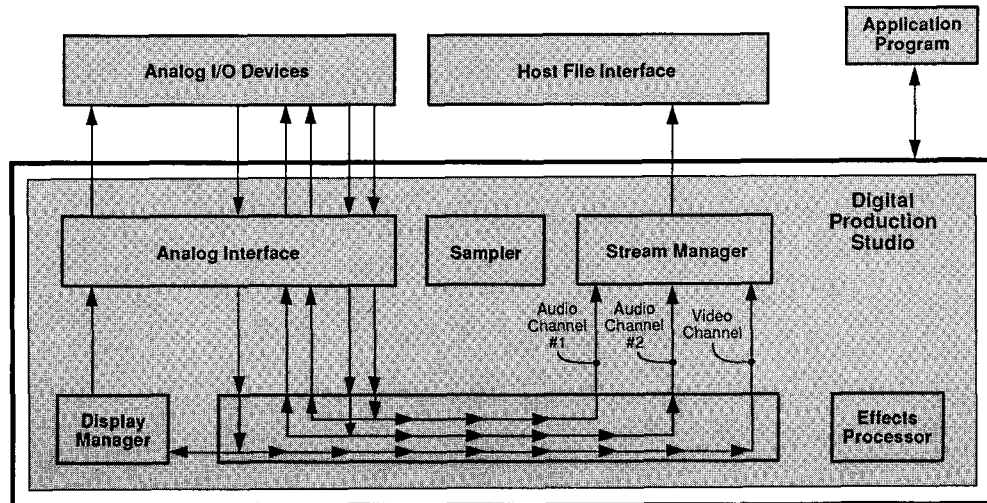 Application
Program
Analog I/O Devices
Host File Interface
Digital
Production
Studio
Analog Interface
Sampler
Stream Manager
Audio
Channel
#1
Audio
Channel
#2
Video
Channel
Display
Manager
Effects
Processor